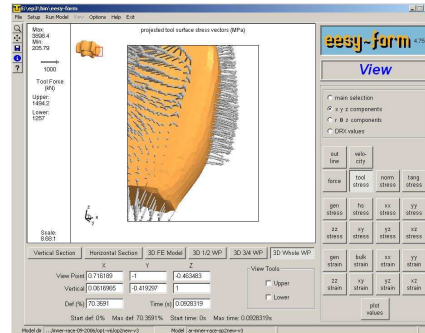 E:\ep3\bin\eesy-form
File Setup Run Model View Options Help Exit
projected tool surface stress vectors (MPa)
Max:
3898.4
Min:
205.79
1000
Tool Force
(kN)
Upper:
1494.2
Lower:
1257
Scale:
8.68:1
z
x
eesy-form 4.75
View
main selection
x y z components
r θ z components
DRX values
out line
velo- city
force
tool stress
norm stress
tang stress
gen stress
hs stress
xx stress
yy stress
zz stress
xy stress
yz stress
xz stress
gen strain
bulk strain
xx strain
yy strain
zz strain
xy strain
yz strain
xz strain
plot values
Vertical Section Horizontal Section 3D FE Model 3D 1/2 WP 3D 3/4 WP 3D Whole WP
X Y Z
View Point 0.716189 -1 -0.463483
Vertical 0.0616965 -0.419297 1
Def (%) 70.3591 Time (s) 0.0928319
View Tools
Upper
Lower
Start def: 0% Max def: 70.3591% Start time: 0s Max time: 0.0928319s
Model dir
Model